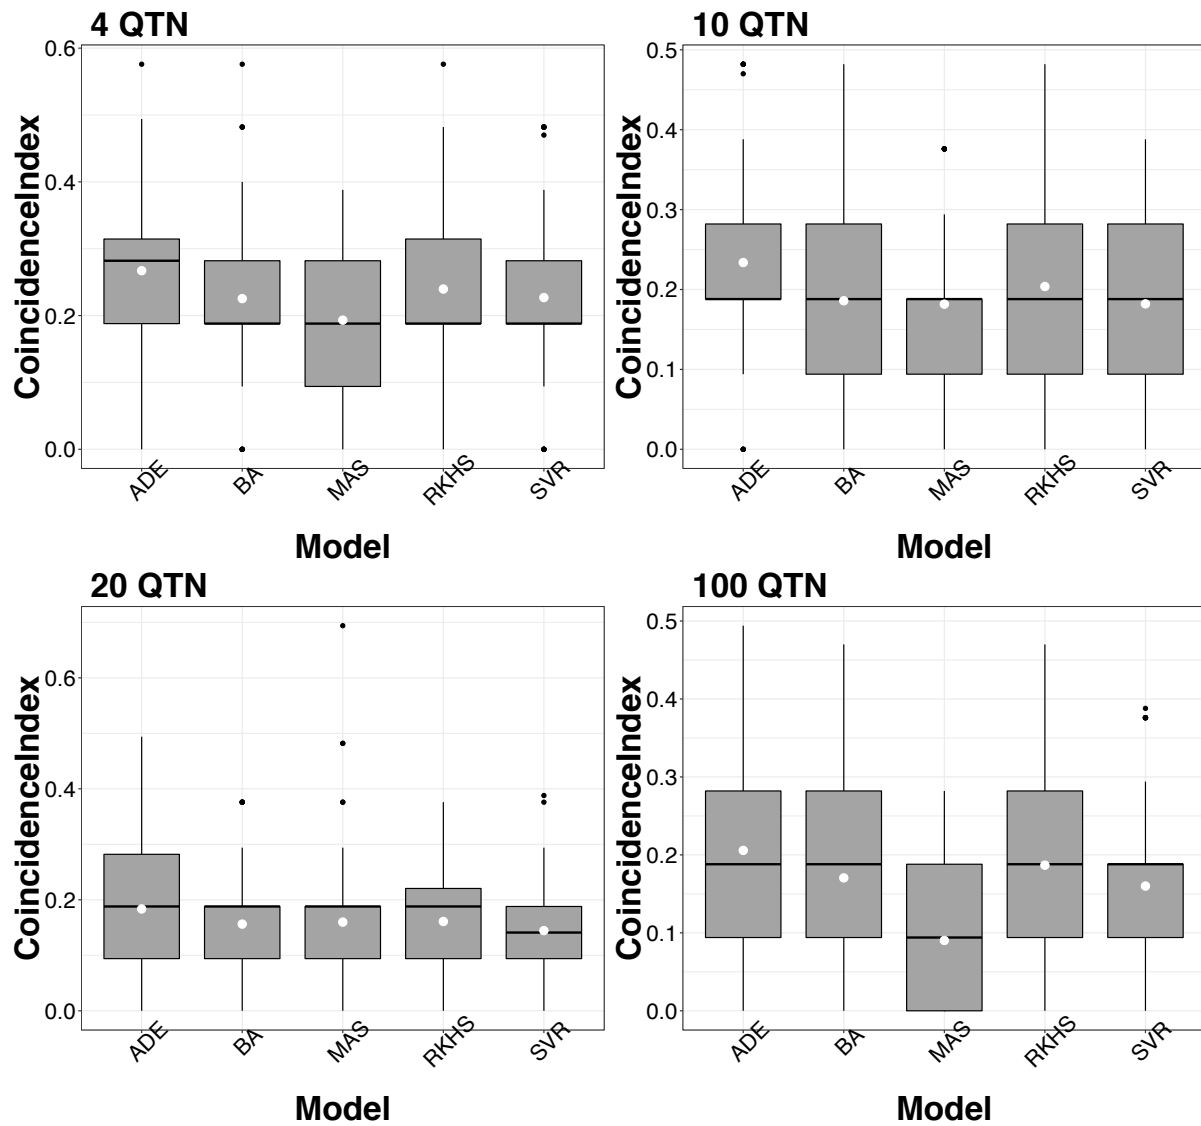 4 QTN
CoincidenceIndex
0.6
0.4
0.2
0.0
ADE BA MAS RKHS SVR
Model
10 QTN
CoincidenceIndex
0.5
0.4
0.3
0.2
0.1
0.0
ADE BA MAS RKHS SVR
Model
20 QTN
CoincidenceIndex
0.6
0.4
0.2
0.0
ADE BA MAS RKHS SVR
Model
100 QTN
CoincidenceIndex
0.5
0.4
0.3
0.2
0.1
0.0
ADE BA MAS RKHS SVR
Model